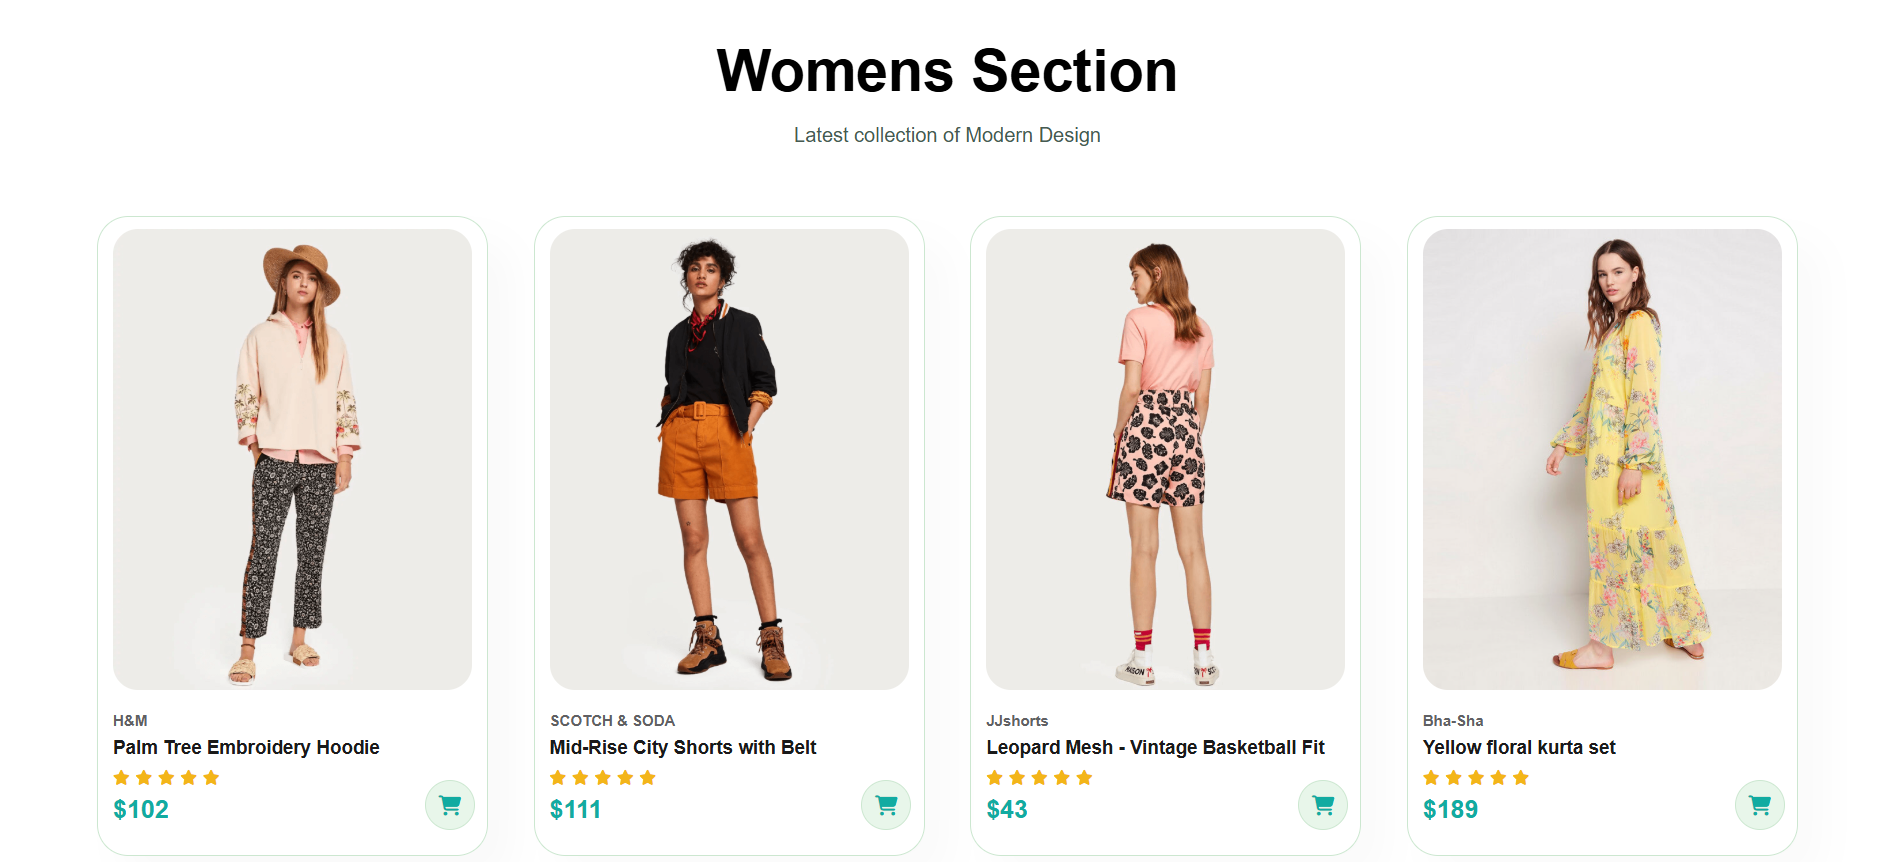 Womens Section
Latest collection of Modern Design
H&M
Palm Tree Embroidery Hoodie
$102
SCOTCH & SODA
Mid-Rise City Shorts with Belt
$111
MAISON
JJshorts
Leopard Mesh - Vintage Basketball Fit
$43
Bha-Sha
Yellow floral kurta set
$189